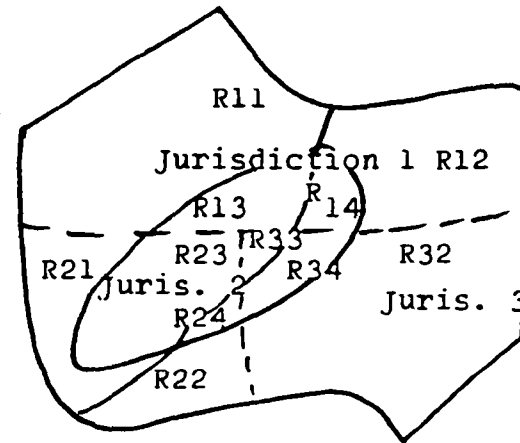 R11
Jurisdiction 1 R12
R13 R14
R23 R33
R21 R34 R32
Juris. 2
Juris. 3
R24
R22